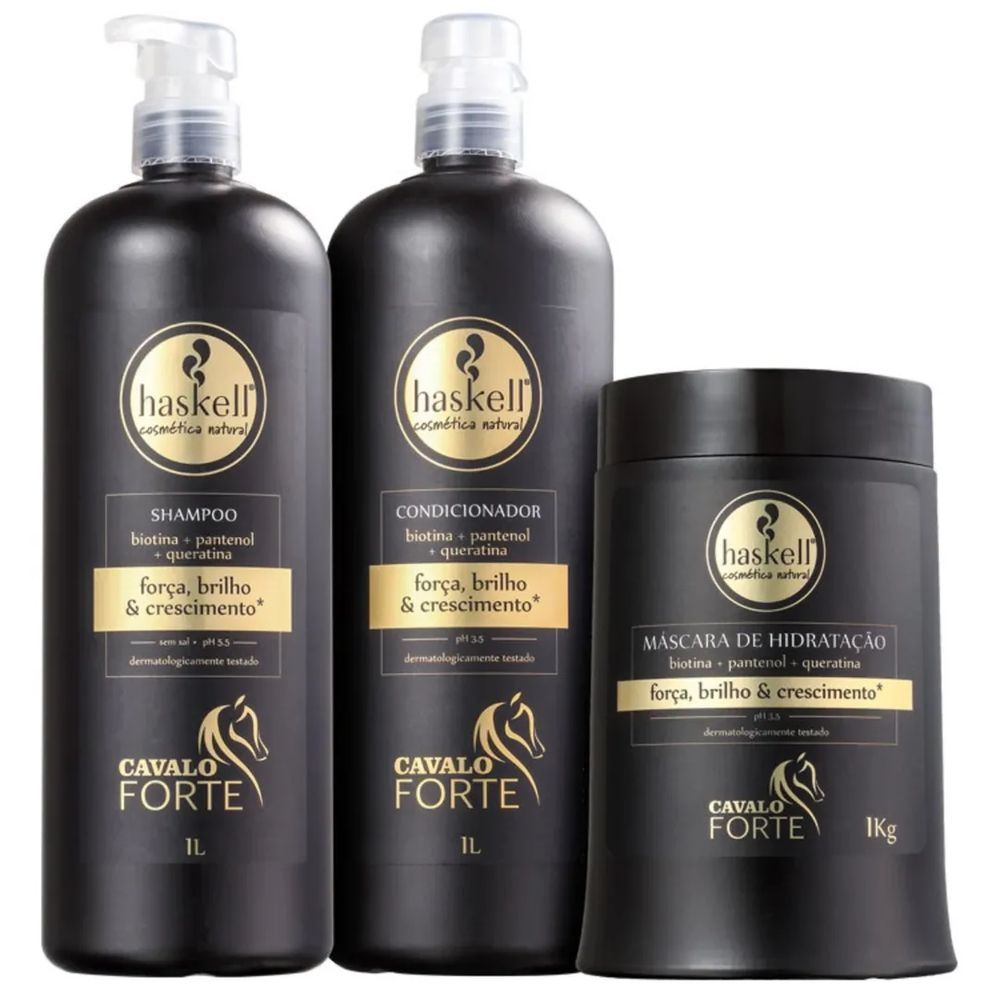 haskell®
cosmética natural
SHAMPOO
biotina + pantenol
+ queratina
força, brilho
& crescimento*
sem sal • pH 5.5
dermatologicamente testado
CAVALO
FORTE
1L
haskell®
cosmética natural
CONDICIONADOR
biotina + pantenol
+ queratina
força, brilho
& crescimento*
pH 3.5
dermatologicamente testado
CAVALO
FORTE
1L
haskell®
cosmética natural
MÁSCARA DE HIDRATAÇÃO
biotina + pantenol + queratina
força, brilho & crescimento*
pH 3.5
dermatologicamente testado
CAVALO
FORTE
1Kg